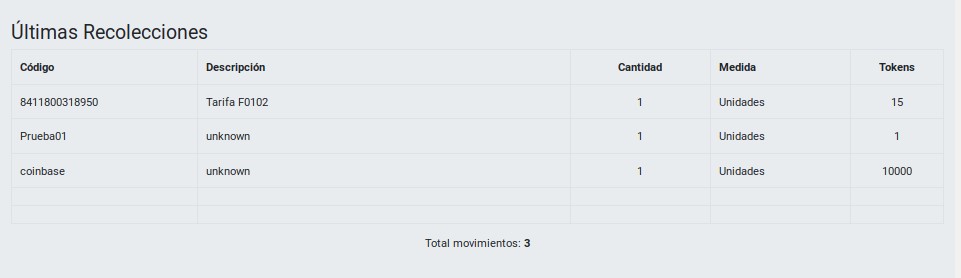 Últimas Recolecciones
Código Descripción Cantidad Medida Tokens
8411800318950 Tarifa F0102 1 Unidades 15
Prueba01 unknown 1 Unidades 1
coinbase unknown 1 Unidades 10000
Total movimientos: 3